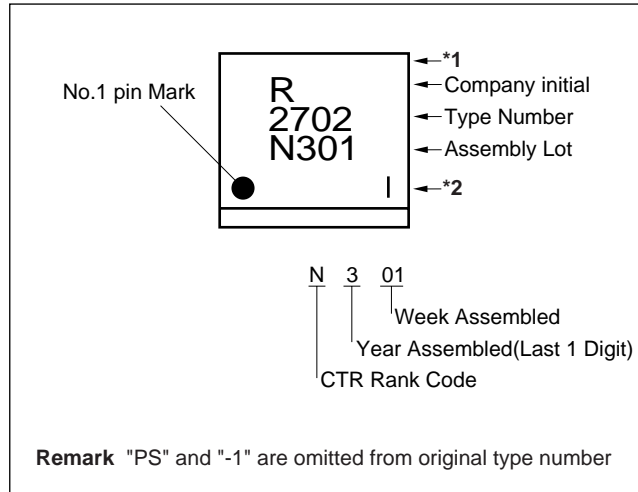 *1
No.1 pin Mark
R
Company initial
2702
Type Number
N301
Assembly Lot
*2
N 3 01
Week Assembled
Year Assembled(Last 1 Digit)
CTR Rank Code
Remark "PS" and "-1" are omitted from original type number